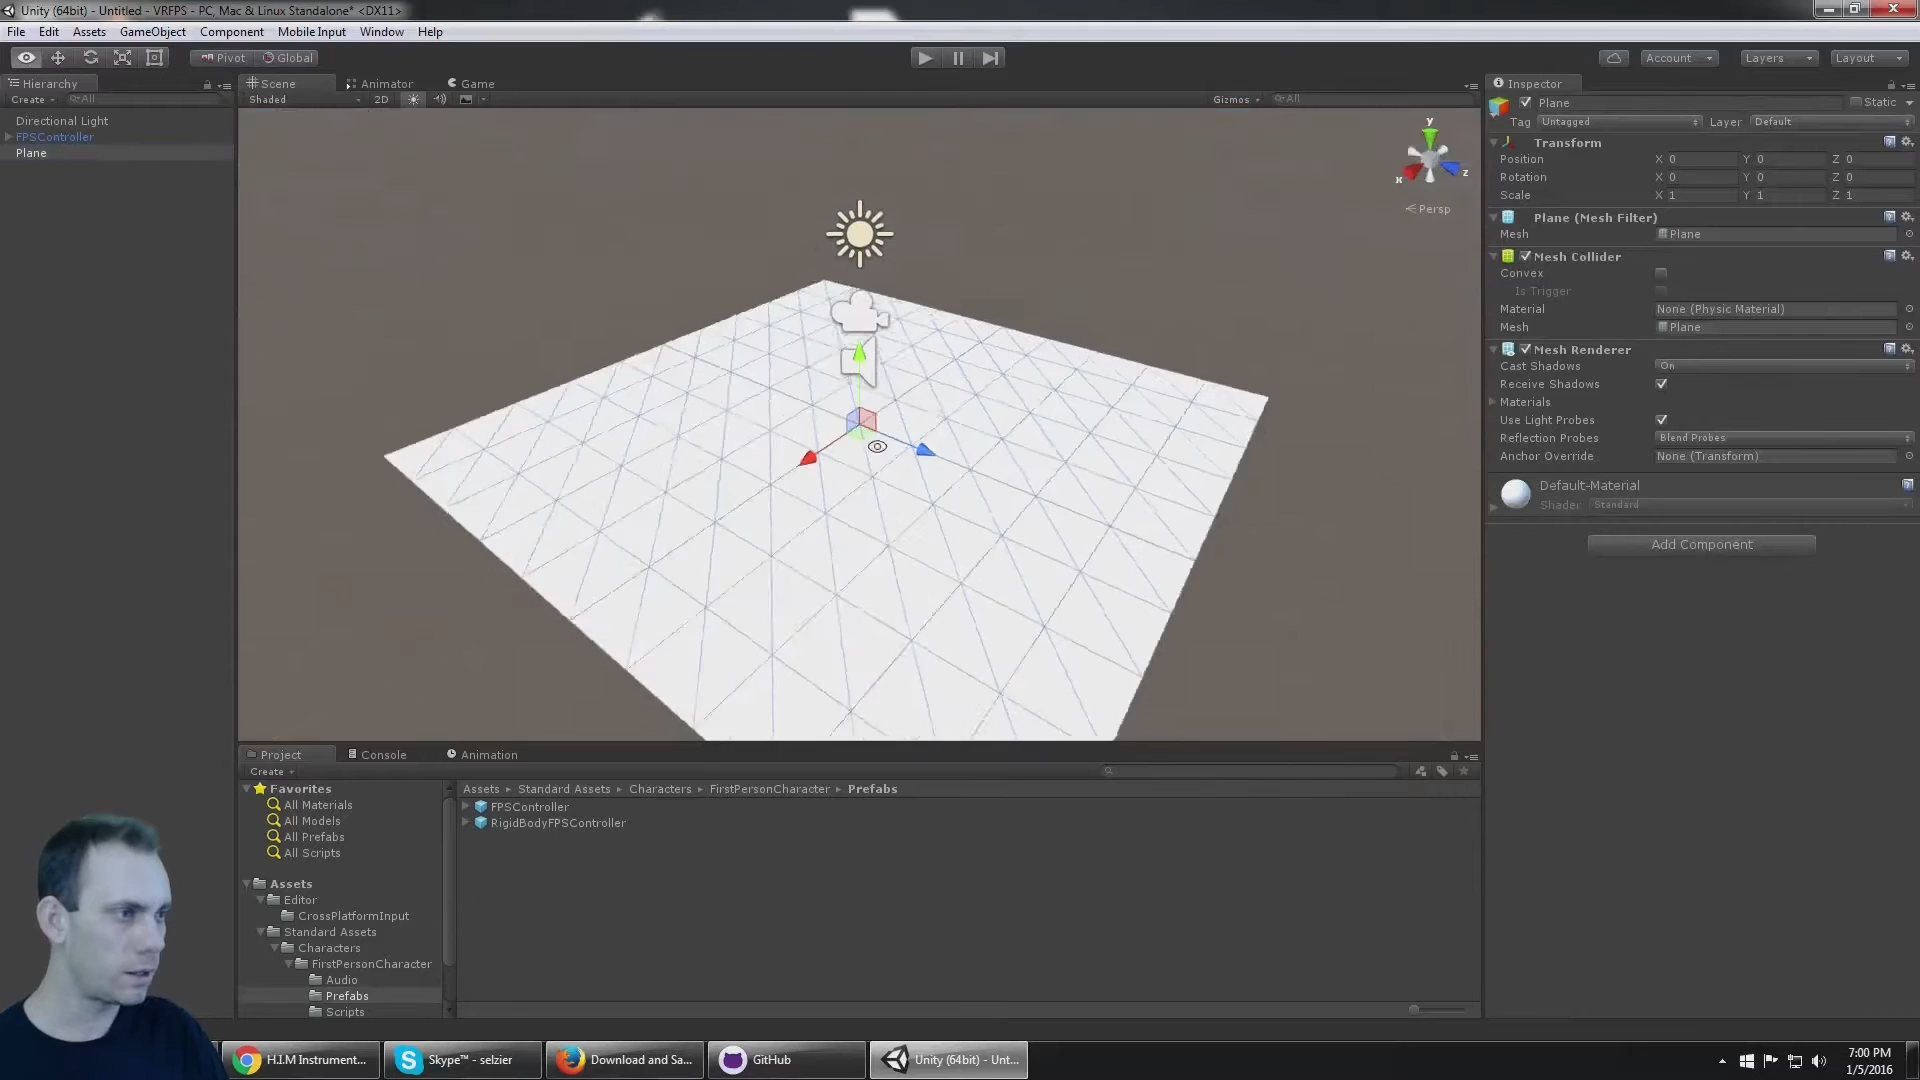 Unity (64bit) - Untitled - VRFPS - PC, Mac & Linux Standalone* <DX11>
File Edit Assets GameObject Component Mobile Input Window Help
Pivot Global Account Layers Layout
Hierarchy
Create All
Directional Light
FPSController
Plane
Scene Animator Game
Shaded 2D Gizmos All
y
x z
Persp
Inspector
Plane Static
Tag Untagged Layer Default
Transform
Position X 0 Y 0 Z 0
Rotation X 0 Y 0 Z 0
Scale X 1 Y 1 Z 1
Plane (Mesh Filter)
Mesh Plane
Mesh Collider
Convex
Is Trigger
Material None (Physic Material)
Mesh Plane
Mesh Renderer
Cast Shadows On
Receive Shadows
Materials
Use Light Probes
Reflection Probes Blend Probes
Anchor Override None (Transform)
Default-Material
Shader Standard
Add Component
Project Console Animation
Create
Favorites
All Materials
All Models
All Prefabs
All Scripts
Assets
Editor
CrossPlatformInput
Standard Assets
Characters
FirstPersonCharacter
Audio
Prefabs
Scripts
Assets Standard Assets Characters FirstPersonCharacter Prefabs
FPSController
RigidBodyFPSController
H.I.M Instrument... Skype™ - selzier Download and Sa... GitHub Unity (64bit) - Unt...
7:00 PM
1/5/2016